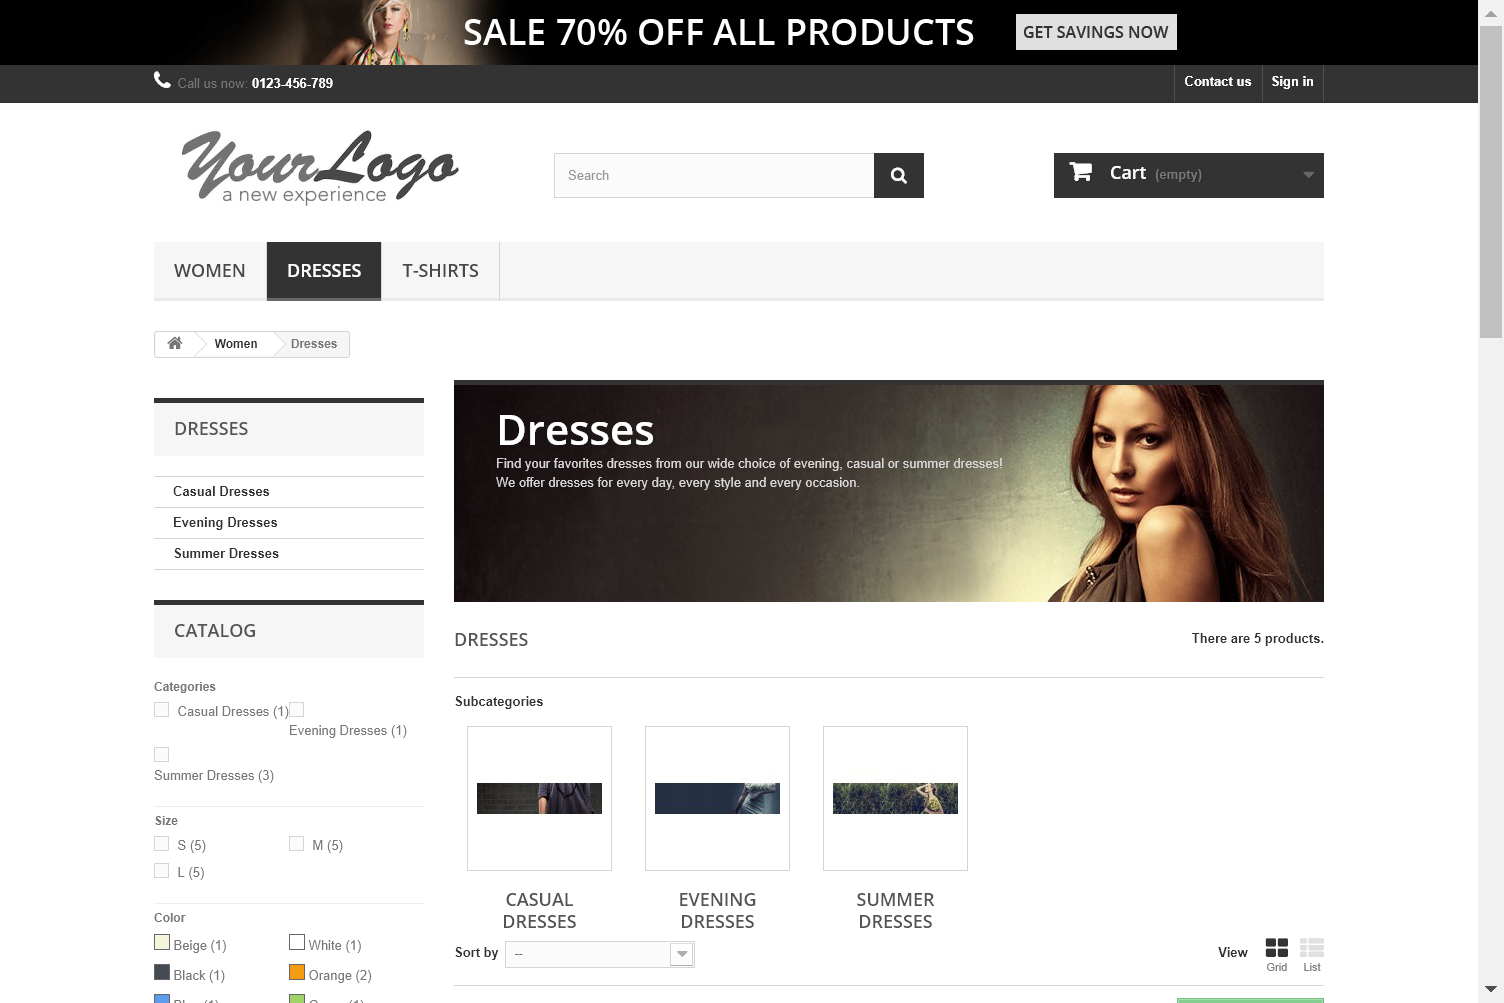 SALE 70% OFF ALL PRODUCTS
GET SAVINGS NOW
Call us now: 0123-456-789
Contact us
Sign in
YourLogo
a new experience
Search
Cart (empty)
WOMEN
DRESSES
T-SHIRTS
Women
Dresses
DRESSES
Casual Dresses
Evening Dresses
Summer Dresses
CATALOG
Categories
Casual Dresses (1)
Evening Dresses (1)
Summer Dresses (3)
Size
S (5)
M (5)
L (5)
Color
Beige (1)
White (1)
Black (1)
Orange (2)
Dresses
Find your favorites dresses from our wide choice of evening, casual or summer dresses!
We offer dresses for every day, every style and every occasion.
DRESSES
There are 5 products.
Subcategories
CASUAL
DRESSES
EVENING
DRESSES
SUMMER
DRESSES
Sort by
--
View
Grid
List